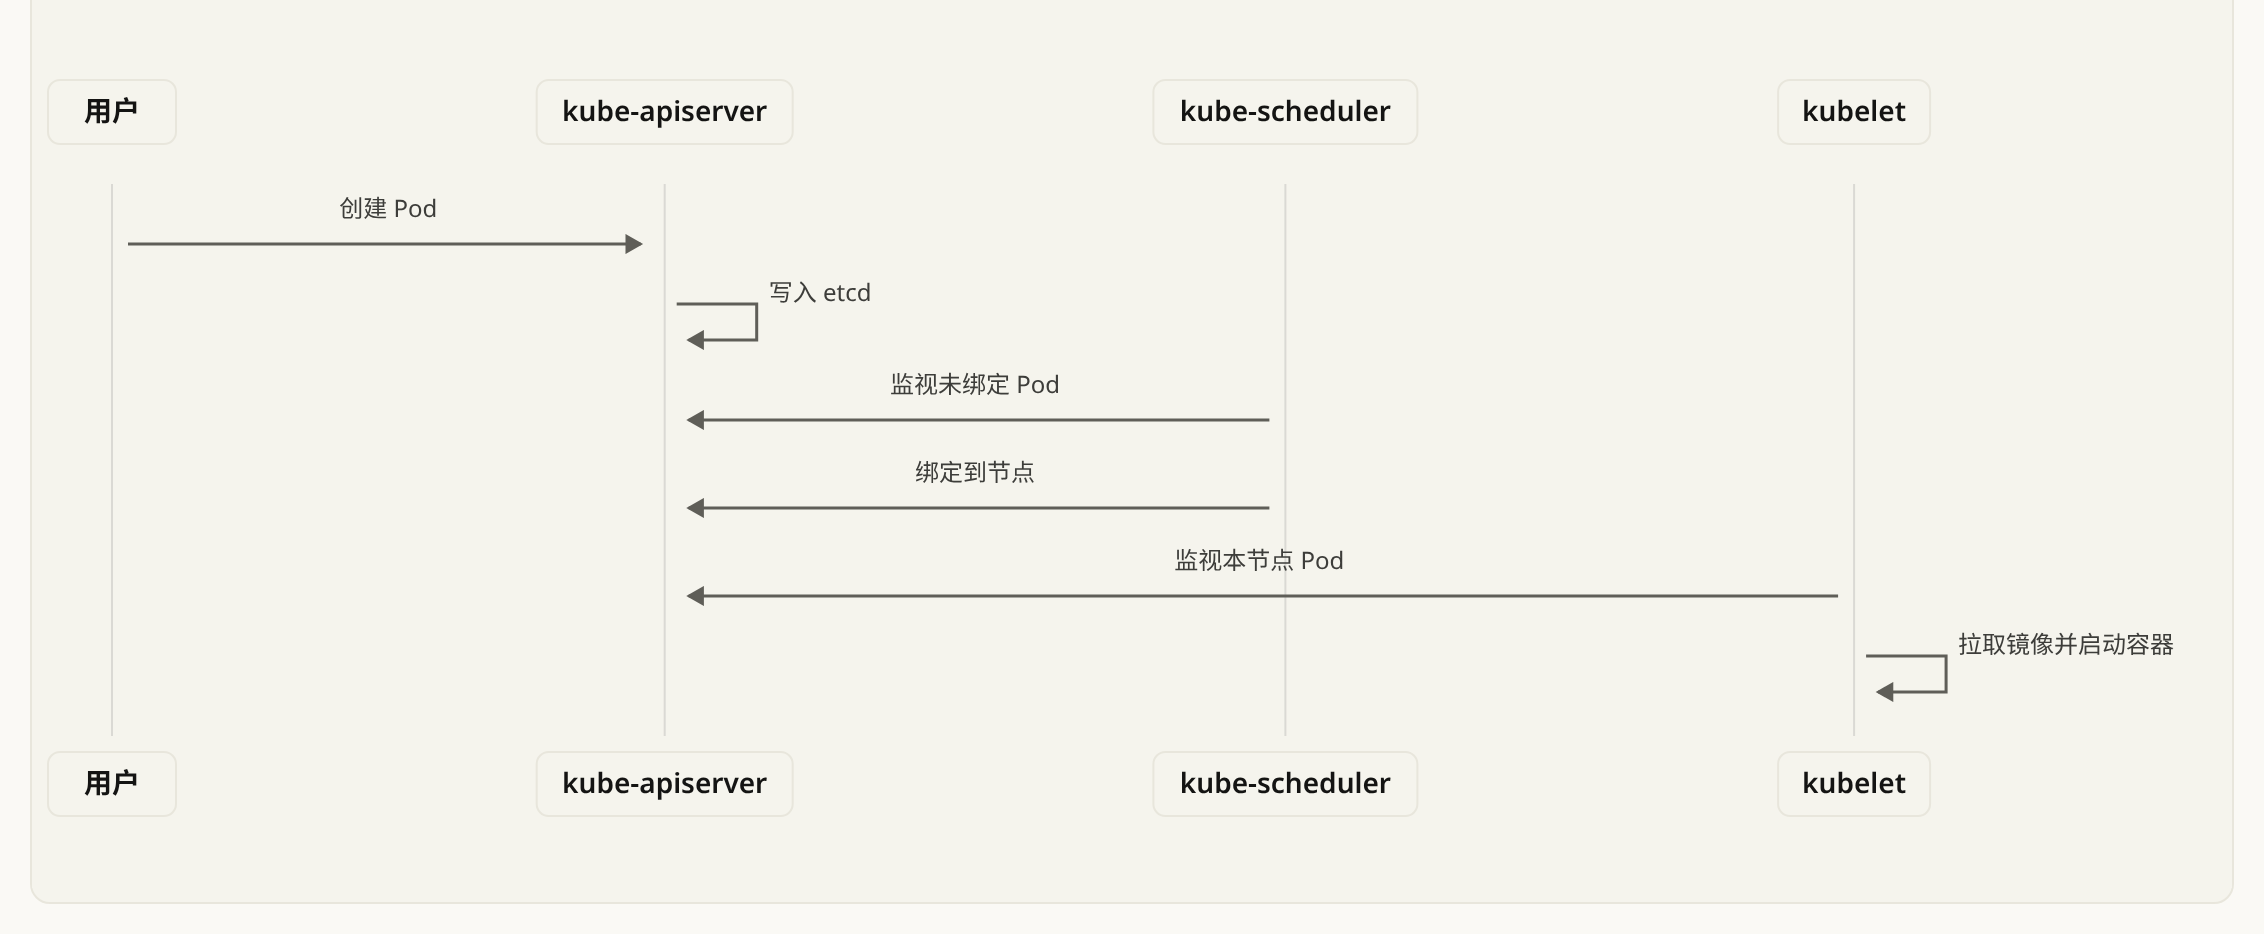 用户
kube-apiserver
kube-scheduler
kubelet
创建 Pod
写入 etcd
监视未绑定 Pod
绑定到节点
监视本节点 Pod
拉取镜像并启动容器
用户
kube-apiserver
kube-scheduler
kubelet